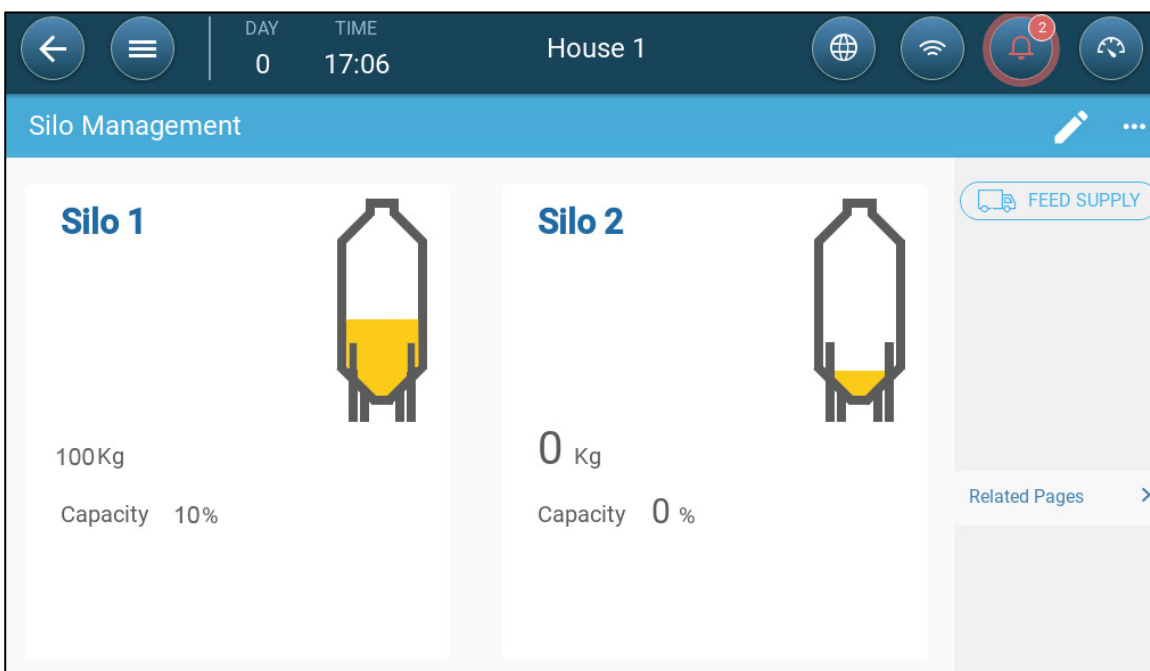 DAY
0
TIME
17:06
House 1
2
Silo Management
Silo 1
100Kg
Capacity 10%
Silo 2
0 Kg
Capacity 0 %
FEED SUPPLY
Related Pages